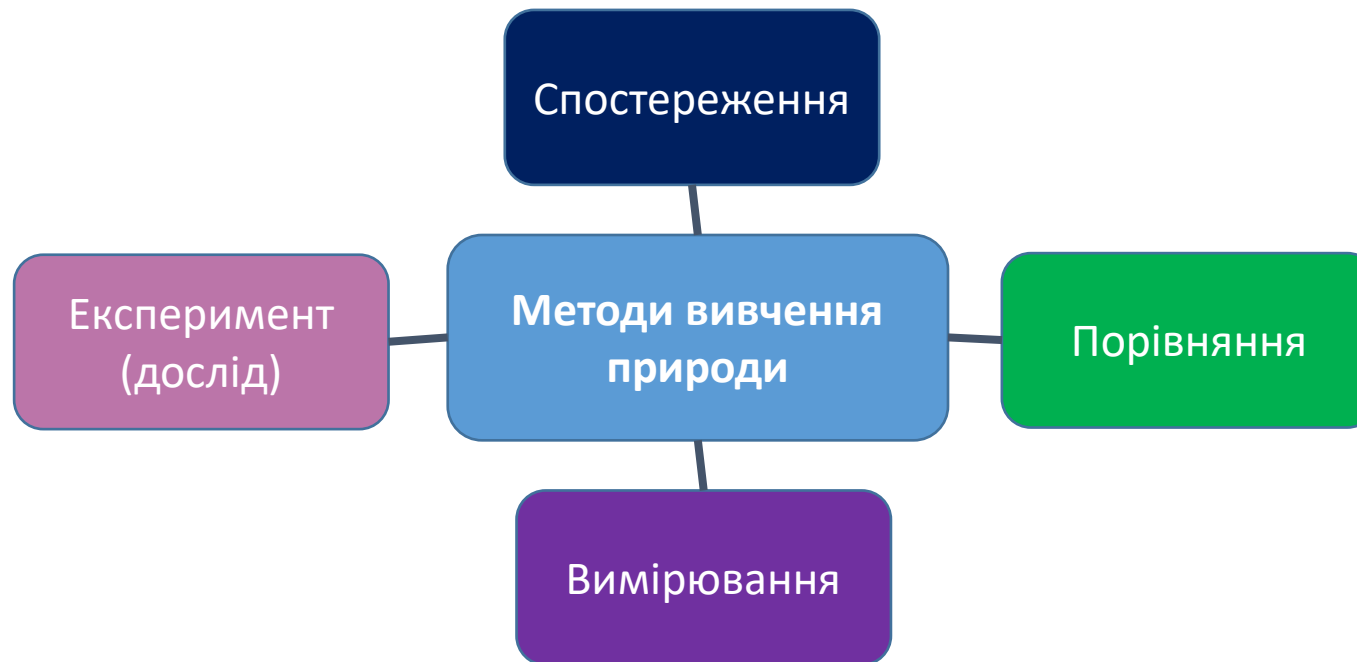 Спостереження
Експеримент
(дослід)
Методи вивчення
природи
Порівняння
Вимірювання